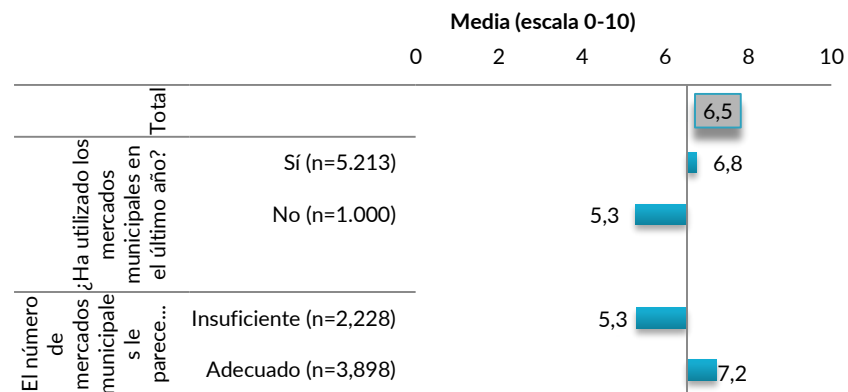 Media (escala 0-10)
0 2 4 6 8 10
Total
6,5
¿Ha utilizado los
mercados
municipales en
el último año?
Sí (n=5.213)
6,8
No (n=1.000)
5,3
El número
de
mercados
municipale
s le
parece...
Insuficiente (n=2,228)
5,3
Adecuado (n=3,898)
7,2